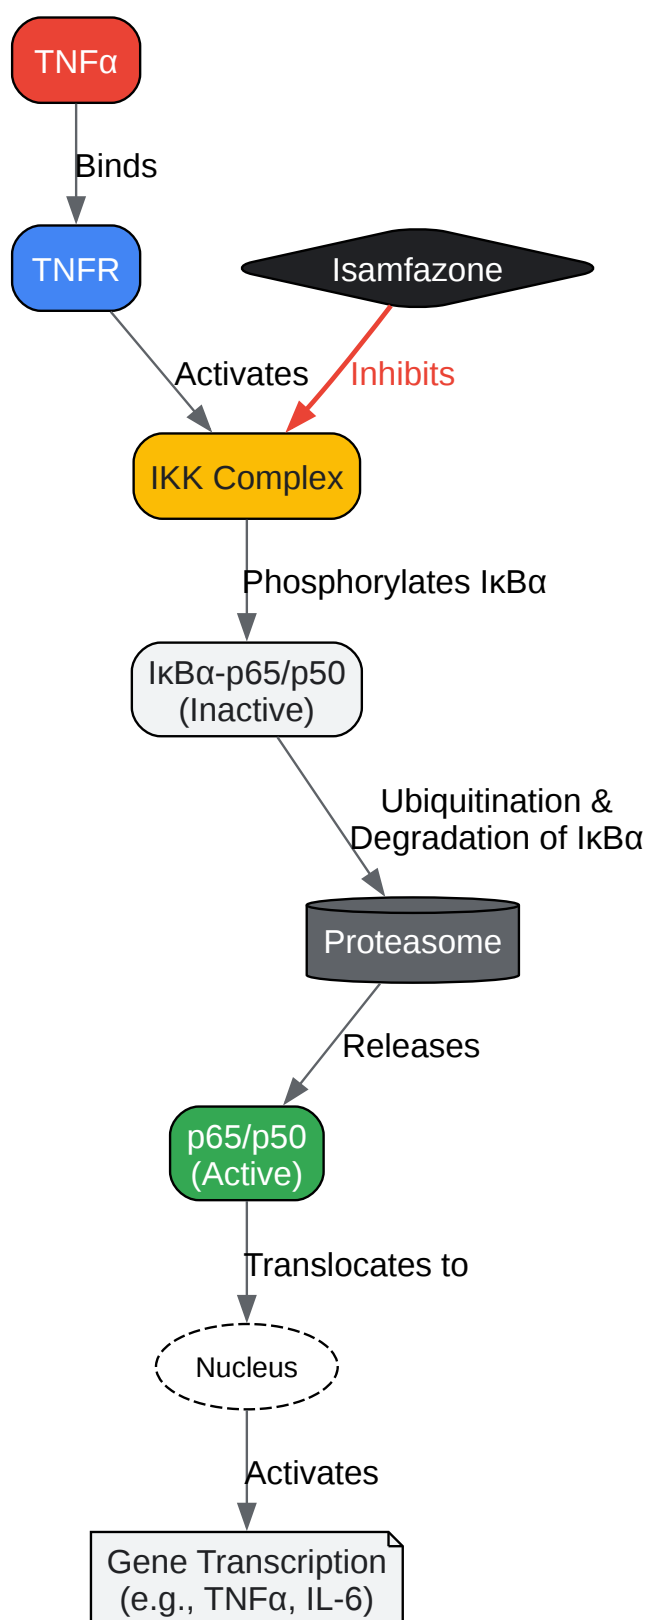 TNFα
Binds
TNFR
Isamfazone
Activates
Inhibits
IKK Complex
Phosphorylates IκBα
IκBα-p65/p50
(Inactive)
Ubiquitination &
Degradation of IκBα
Proteasome
Releases
p65/p50
(Active)
Translocates to
Nucleus
Activates
Gene Transcription
(e.g., TNFα, IL-6)